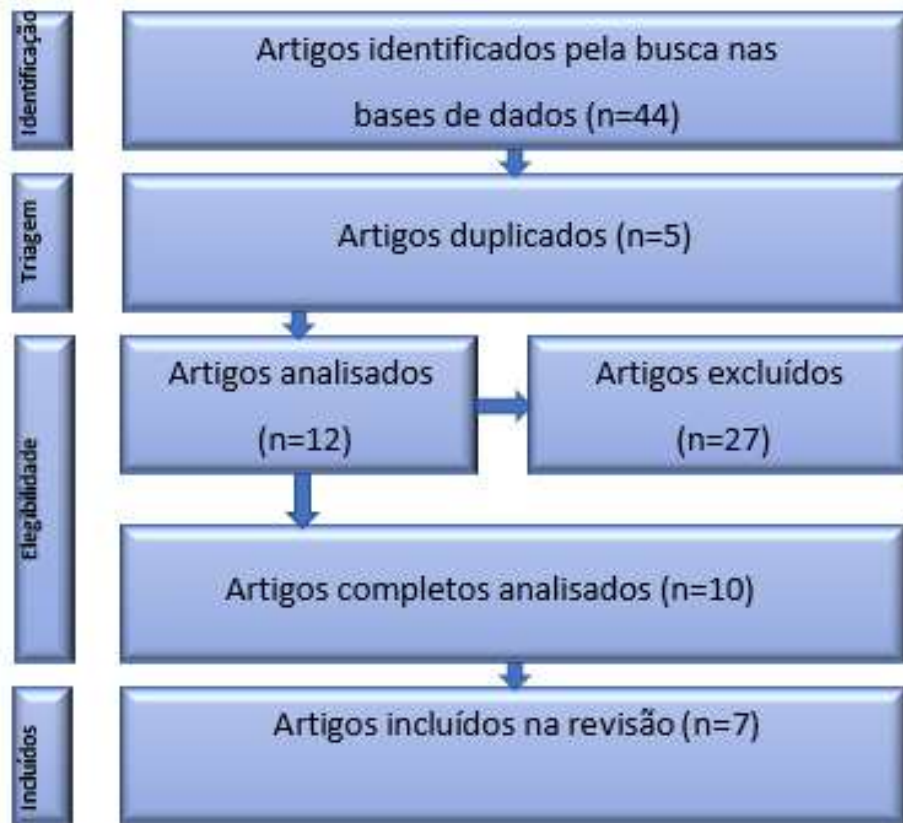 Identificação
Artigos identificados pela busca nas
bases de dados (n=44)
Triagem
Artigos duplicados (n=5)
Elegibilidade
Artigos analisados
(n=12)
Artigos excluídos
(n=27)
Artigos completos analisados (n=10)
Incluídos
Artigos incluídos na revisão (n=7)